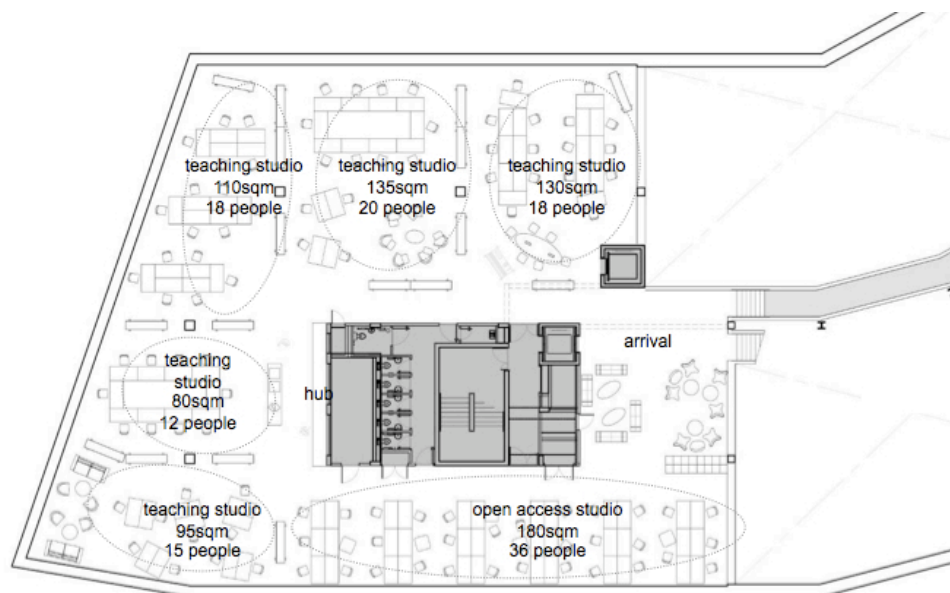 teaching studio
110sqm
18 people
teaching studio
135sqm
20 people
teaching studio
130sqm
18 people
arrival
teaching
studio
80sqm
12 people
hub
teaching studio
95sqm
15 people
open access studio
180sqm
36 people